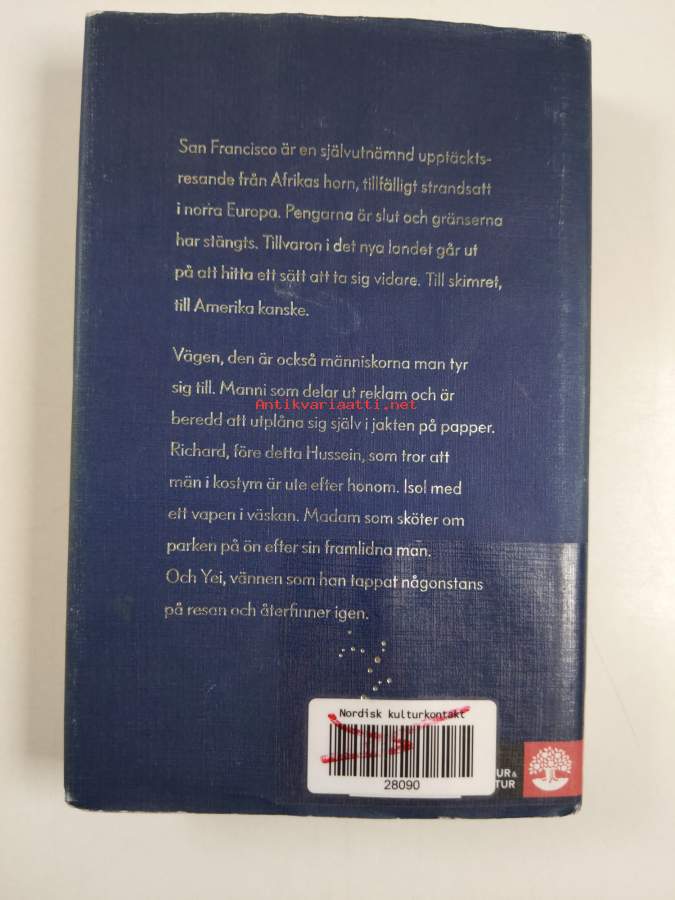 San Francisco är en självutnämnd upptäckts-
resande från Afrikas horn, tillfälligt strandsatt
i norra Europa. Pengarna är slut och gränserna
har stängts. Tillvaron i det nya landet går ut
på att hitta ett sätt att ta sig vidare. Till skimret,
till Amerika kanske.
Vägen, den är också människorna man tyr
sig till. Manni som delar ut reklam och är
Antikvariaatti.net
beredd att utplåna sig själv i jakten på papper.
Richard, före detta Hussein, som tror att
män i kostym är ute efter honom. Isol med
ett vapen i väskan. Madam som sköter om
parken på ön efter sin framlidna man.
Och Yei, vännen som han tappat någonstans
på resan och återfinner igen.
Nordisk kulturkontakt
28090
UR &
TUR